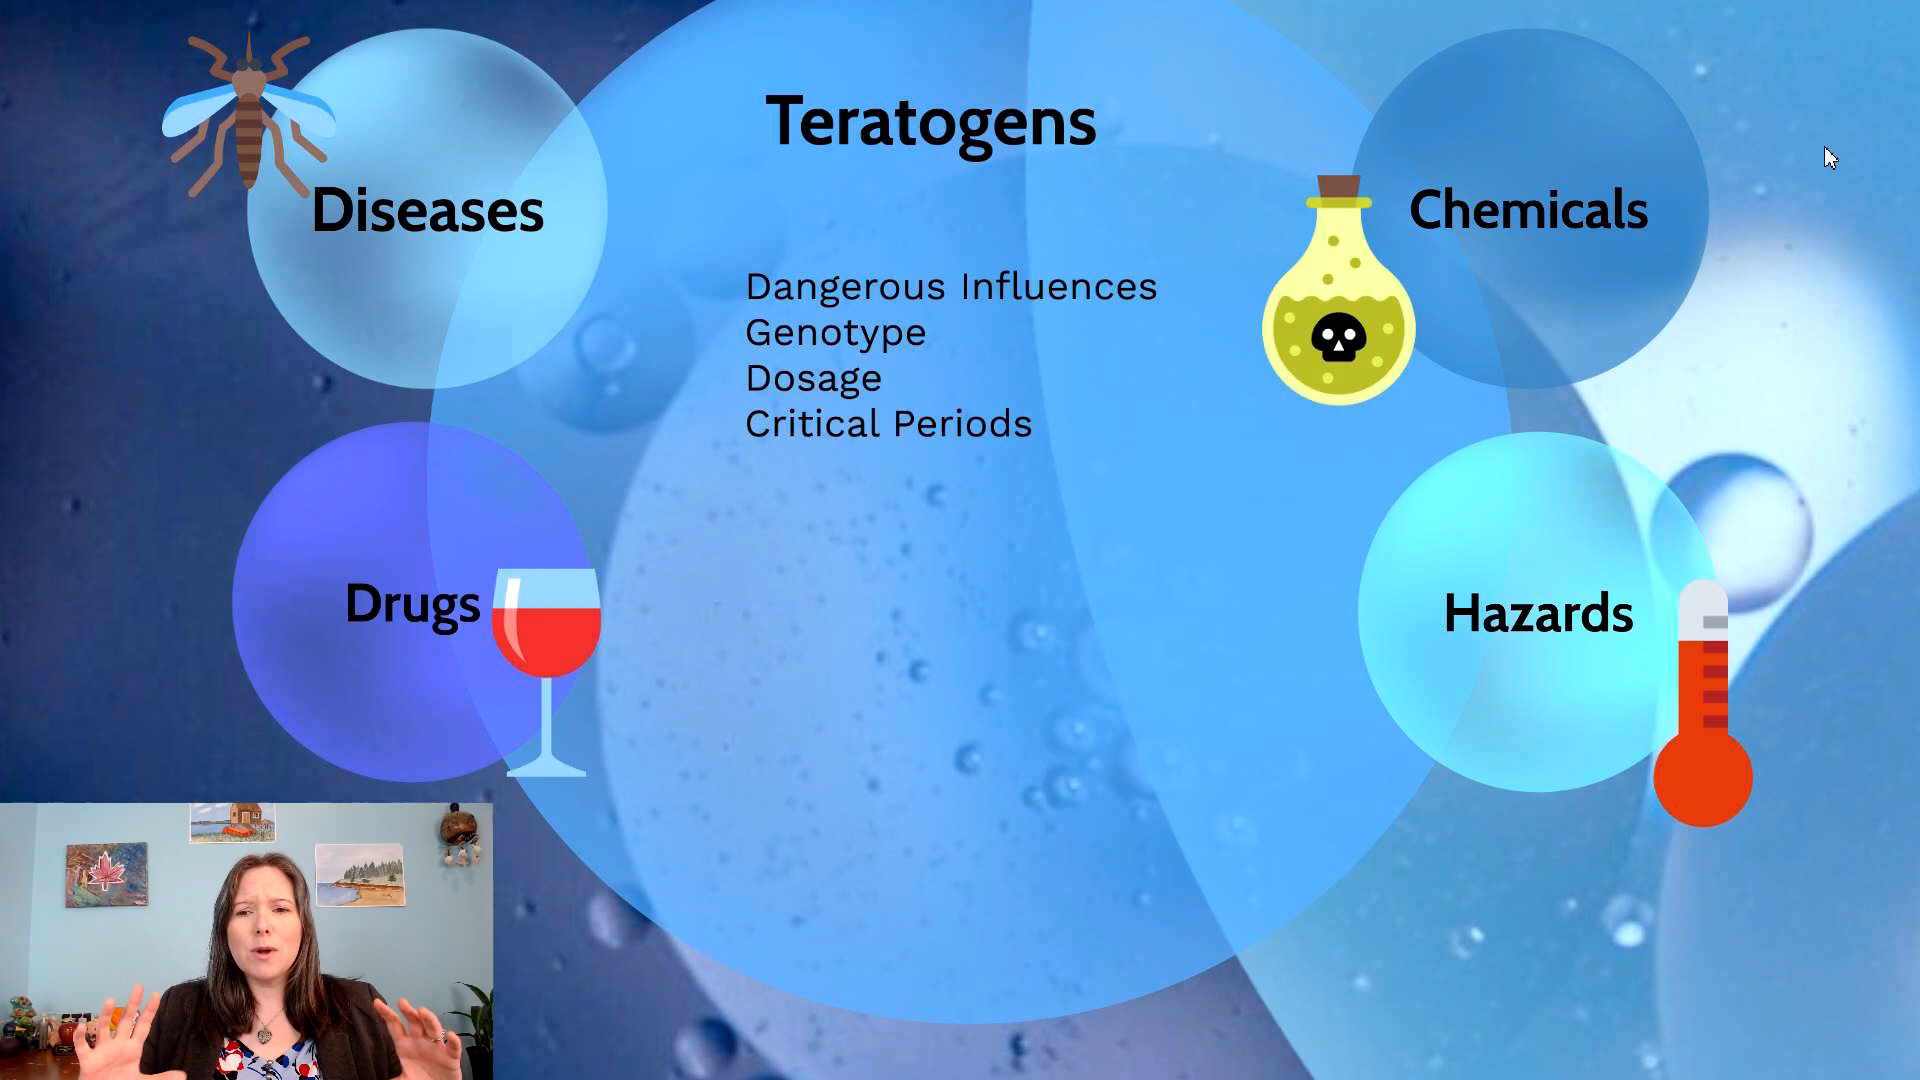 Teratogens
Diseases
Chemicals
Dangerous Influences
Genotype
Dosage
Critical Periods
Drugs
Hazards